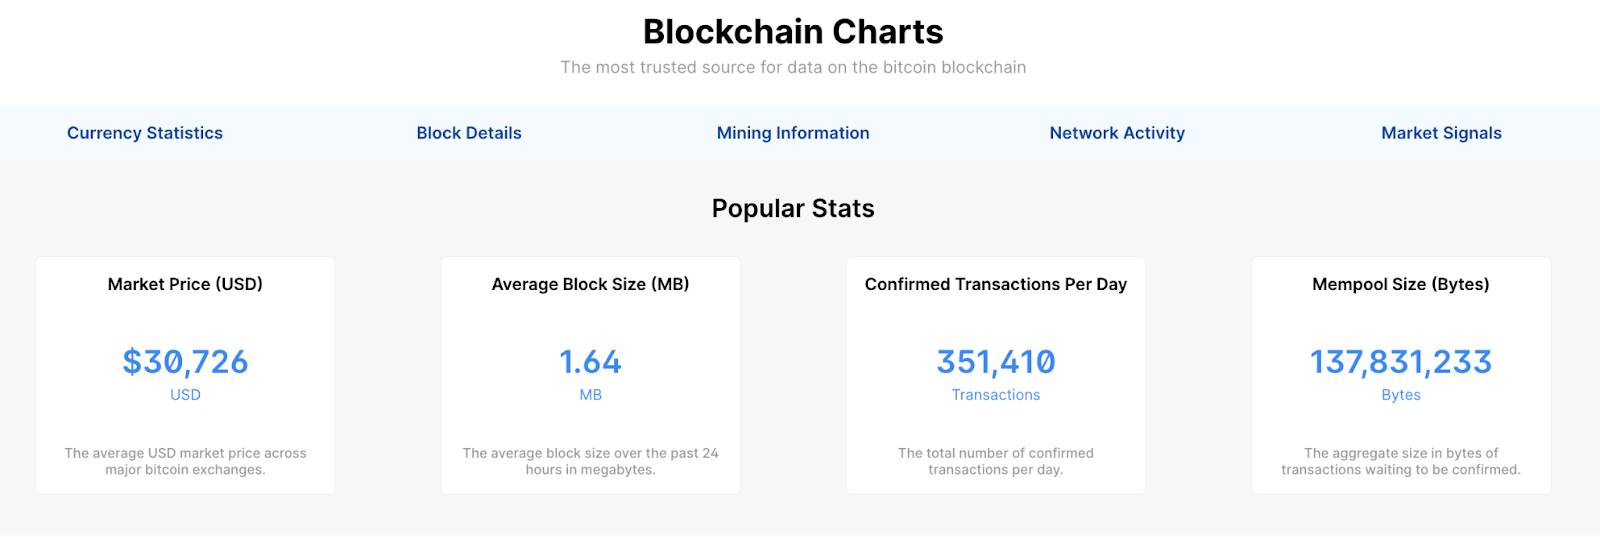 Blockchain Charts
The most trusted source for data on the bitcoin blockchain
Currency Statistics
Block Details
Mining Information
Network Activity
Market Signals
Popular Stats
Market Price (USD)
$30,726
USD
The average USD market price across
major bitcoin exchanges.
Average Block Size (MB)
1.64
MB
The average block size over the past 24
hours in megabytes.
Confirmed Transactions Per Day
351,410
Transactions
The total number of confirmed
transactions per day.
Mempool Size (Bytes)
137,831,233
Bytes
The aggregate size in bytes of
transactions waiting to be confirmed.